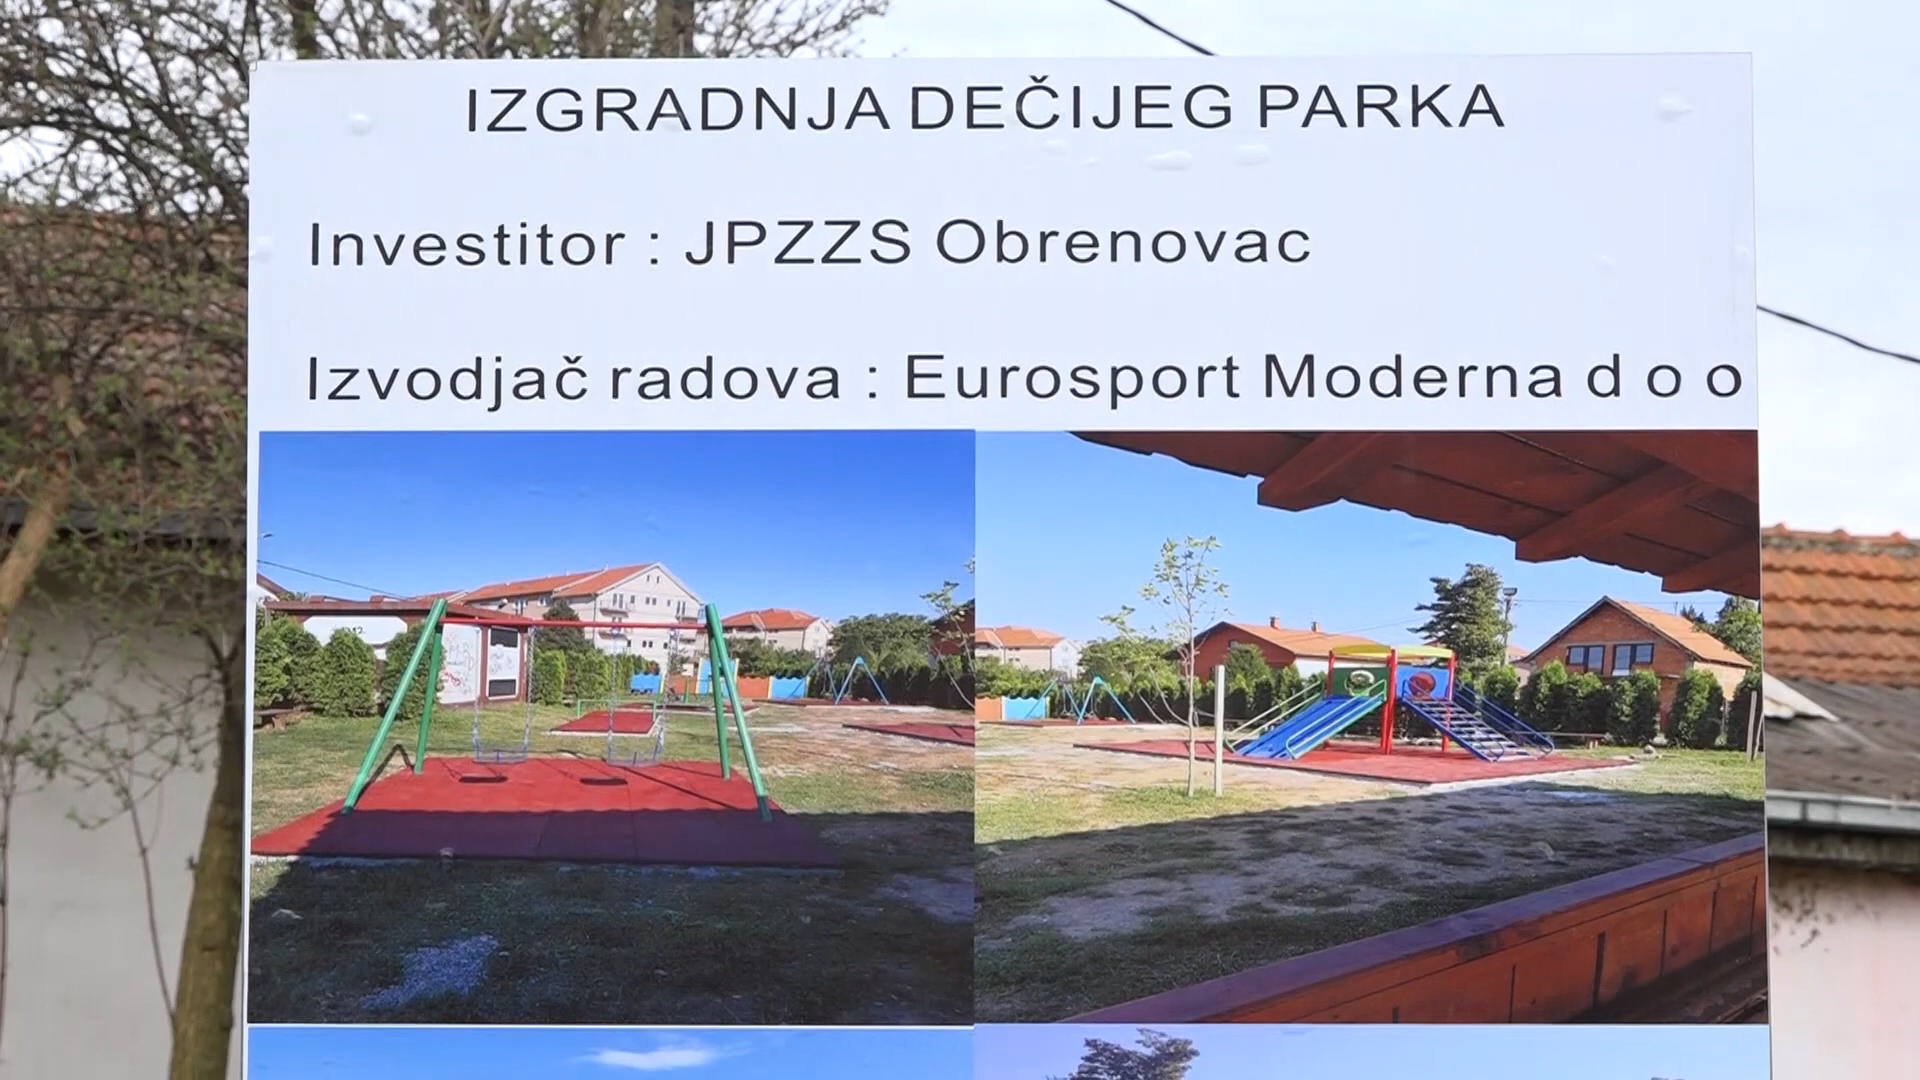 IZGRADNJA DEČIJEG PARKA
Investitor : JPZZS Obrenovac
Izvodjač radova : Eurosport Moderna d o o